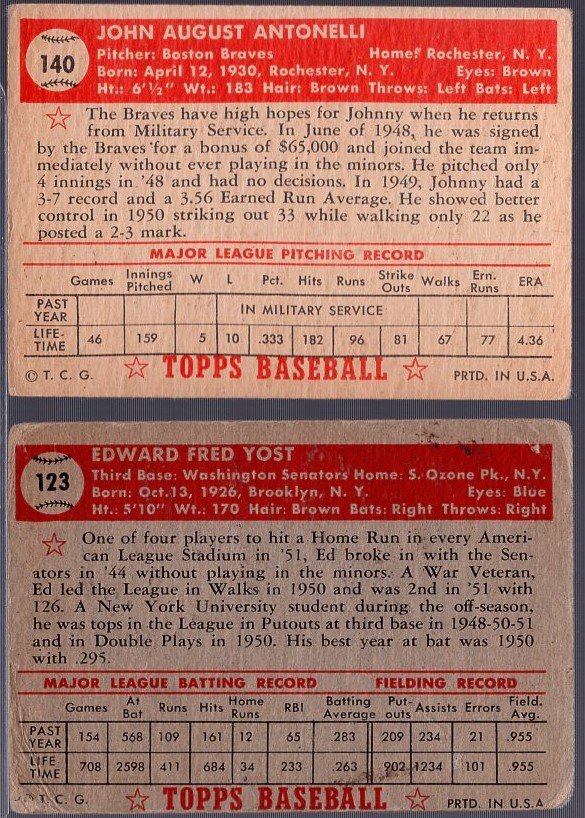 JOHN AUGUST ANTONELLI
140
Pitcher: Boston Braves Home: Rochester, N. Y.
Born: April 12, 1930, Rochester, N. Y. Eyes: Brown
Ht.: 6'½" Wt.: 183 Hair: Brown Throws: Left Bats: Left
The Braves have high hopes for Johnny when he returns
from Military Service. In June of 1948, he was signed
by the Braves for a bonus of $65,000 and joined the team im-
mediately without ever playing in the minors. He pitched only
4 innings in '48 and had no decisions. In 1949, Johnny had a
3-7 record and a 3.56 Earned Run Average. He showed better
control in 1950 striking out 33 while walking only 22 as he
posted a 2-3 mark.
MAJOR LEAGUE PITCHING RECORD
Games Innings Pitched W L Pct. Hits Runs Strike Outs Walks Ern. Runs ERA
PAST YEAR IN MILITARY SERVICE
LIFE-TIME 46 159 5 10 .333 182 96 81 67 77 4.36
© T. C. G. TOPPS BASEBALL PRTD. IN U.S.A.
EDWARD FRED YOST
123
Third Base: Washington Senators Home: S. Ozone Pk., N.Y.
Born: Oct.13, 1926, Brooklyn, N. Y. Eyes: Blue
Ht.: 5'10" Wt.: 170 Hair: Brown Bats: Right Throws: Right
One of four players to hit a Home Run in every Ameri-
can League Stadium in '51, Ed broke in with the Sen-
ators in '44 without playing in the minors. A War Veteran,
Ed led the League in Walks in 1950 and was 2nd in '51 with
126. A New York University student during the off-season,
he was tops in the League in Putouts at third base in 1948-50-51
and in Double Plays in 1950. His best year at bat was 1950
with .295.
MAJOR LEAGUE BATTING RECORD FIELDING RECORD
Games At Bat Runs Hits Home Runs RBI Batting Average Put-outs Assists Errors Field. Avg.
PAST YEAR 154 568 109 161 12 65 .283 209 234 21 .955
LIFE TIME 708 2598 411 684 34 233 .263 902 1234 101 .955
© T. C. G. TOPPS BASEBALL PRTD. IN U.S.A